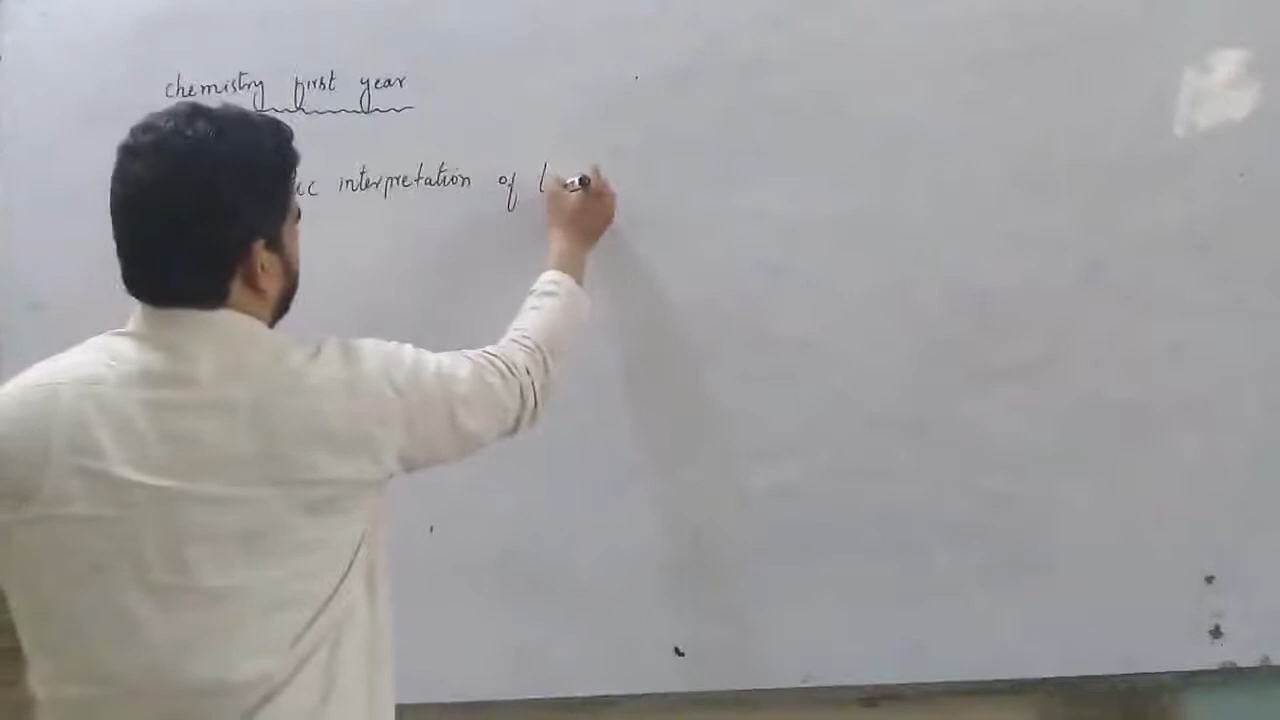 chemistry first year
interpretation of